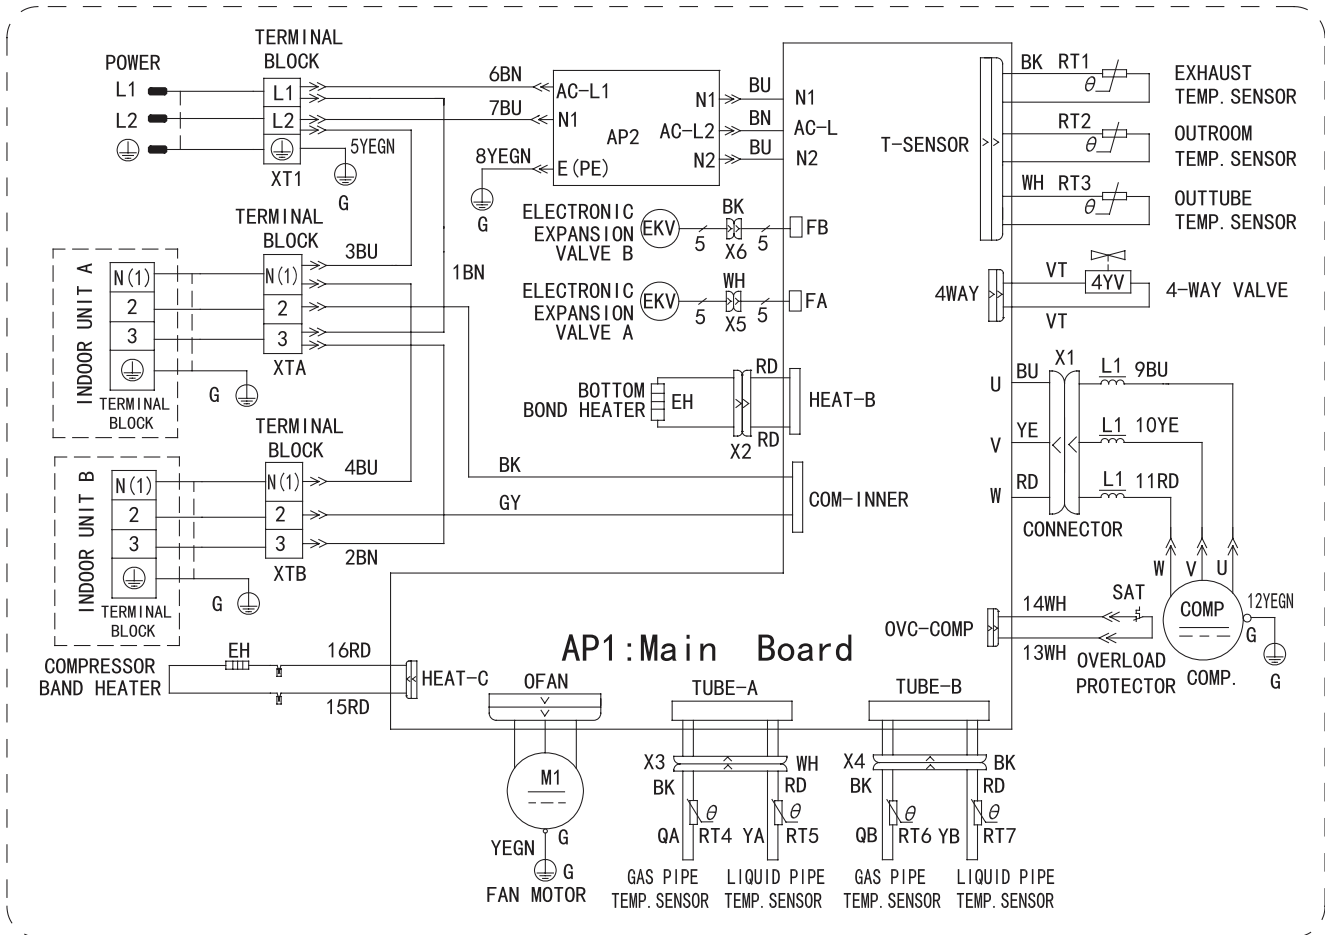 POWER
L1
L2
TERMINAL
BLOCK
L1
L2
XT1
5YEGN
G
6BN
7BU
8YEGN
G
AC-L1
N1
E(PE)
AP2
N1
AC-L2
N2
BU
BN
BU
N1
AC-L
N2
T-SENSOR
BK
RT1
θ
EXHAUST
TEMP. SENSOR
RT2
θ
OUTROOM
TEMP. SENSOR
WH
RT3
θ
OUTTUBE
TEMP. SENSOR
ELECTRONIC
EXPANSION
VALVE B
EKV
5
BK
X6
5
FB
ELECTRONIC
EXPANSION
VALVE A
EKV
5
WH
X5
5
FA
4WAY
VT
4YV
VT
4-WAY VALVE
INDOOR UNIT A
N(1)
2
3
TERMINAL
BLOCK
G
TERMINAL
BLOCK
N(1)
2
3
XTA
3BU
1BN
BOTTOM
BOND HEATER
EH
X2
RD
RD
HEAT-B
U
V
W
BU
YE
RD
X1
CONNECTOR
L1 9BU
L1 10YE
L1 11RD
INDOOR UNIT B
N(1)
2
3
TERMINAL
BLOCK
G
TERMINAL
BLOCK
N(1)
2
3
XTB
4BU
2BN
BK
GY
COM-INNER
W
V
U
COMP
COMP.
12YEGN
G
G
OVC-COMP
14WH
13WH
SAT
OVERLOAD
PROTECTOR
AP1:Main Board
COMPRESSOR
BAND HEATER
EH
16RD
15RD
HEAT-C
OFAN
M1
G
YEGN
G
FAN MOTOR
TUBE-A
X3
WH
BK
RD
θ
θ
QA
RT4
YA
RT5
GAS PIPE
TEMP. SENSOR
LIQUID PIPE
TEMP. SENSOR
TUBE-B
X4
BK
BK
RD
θ
θ
QB
RT6
YB
RT7
GAS PIPE
TEMP. SENSOR
LIQUID PIPE
TEMP. SENSOR